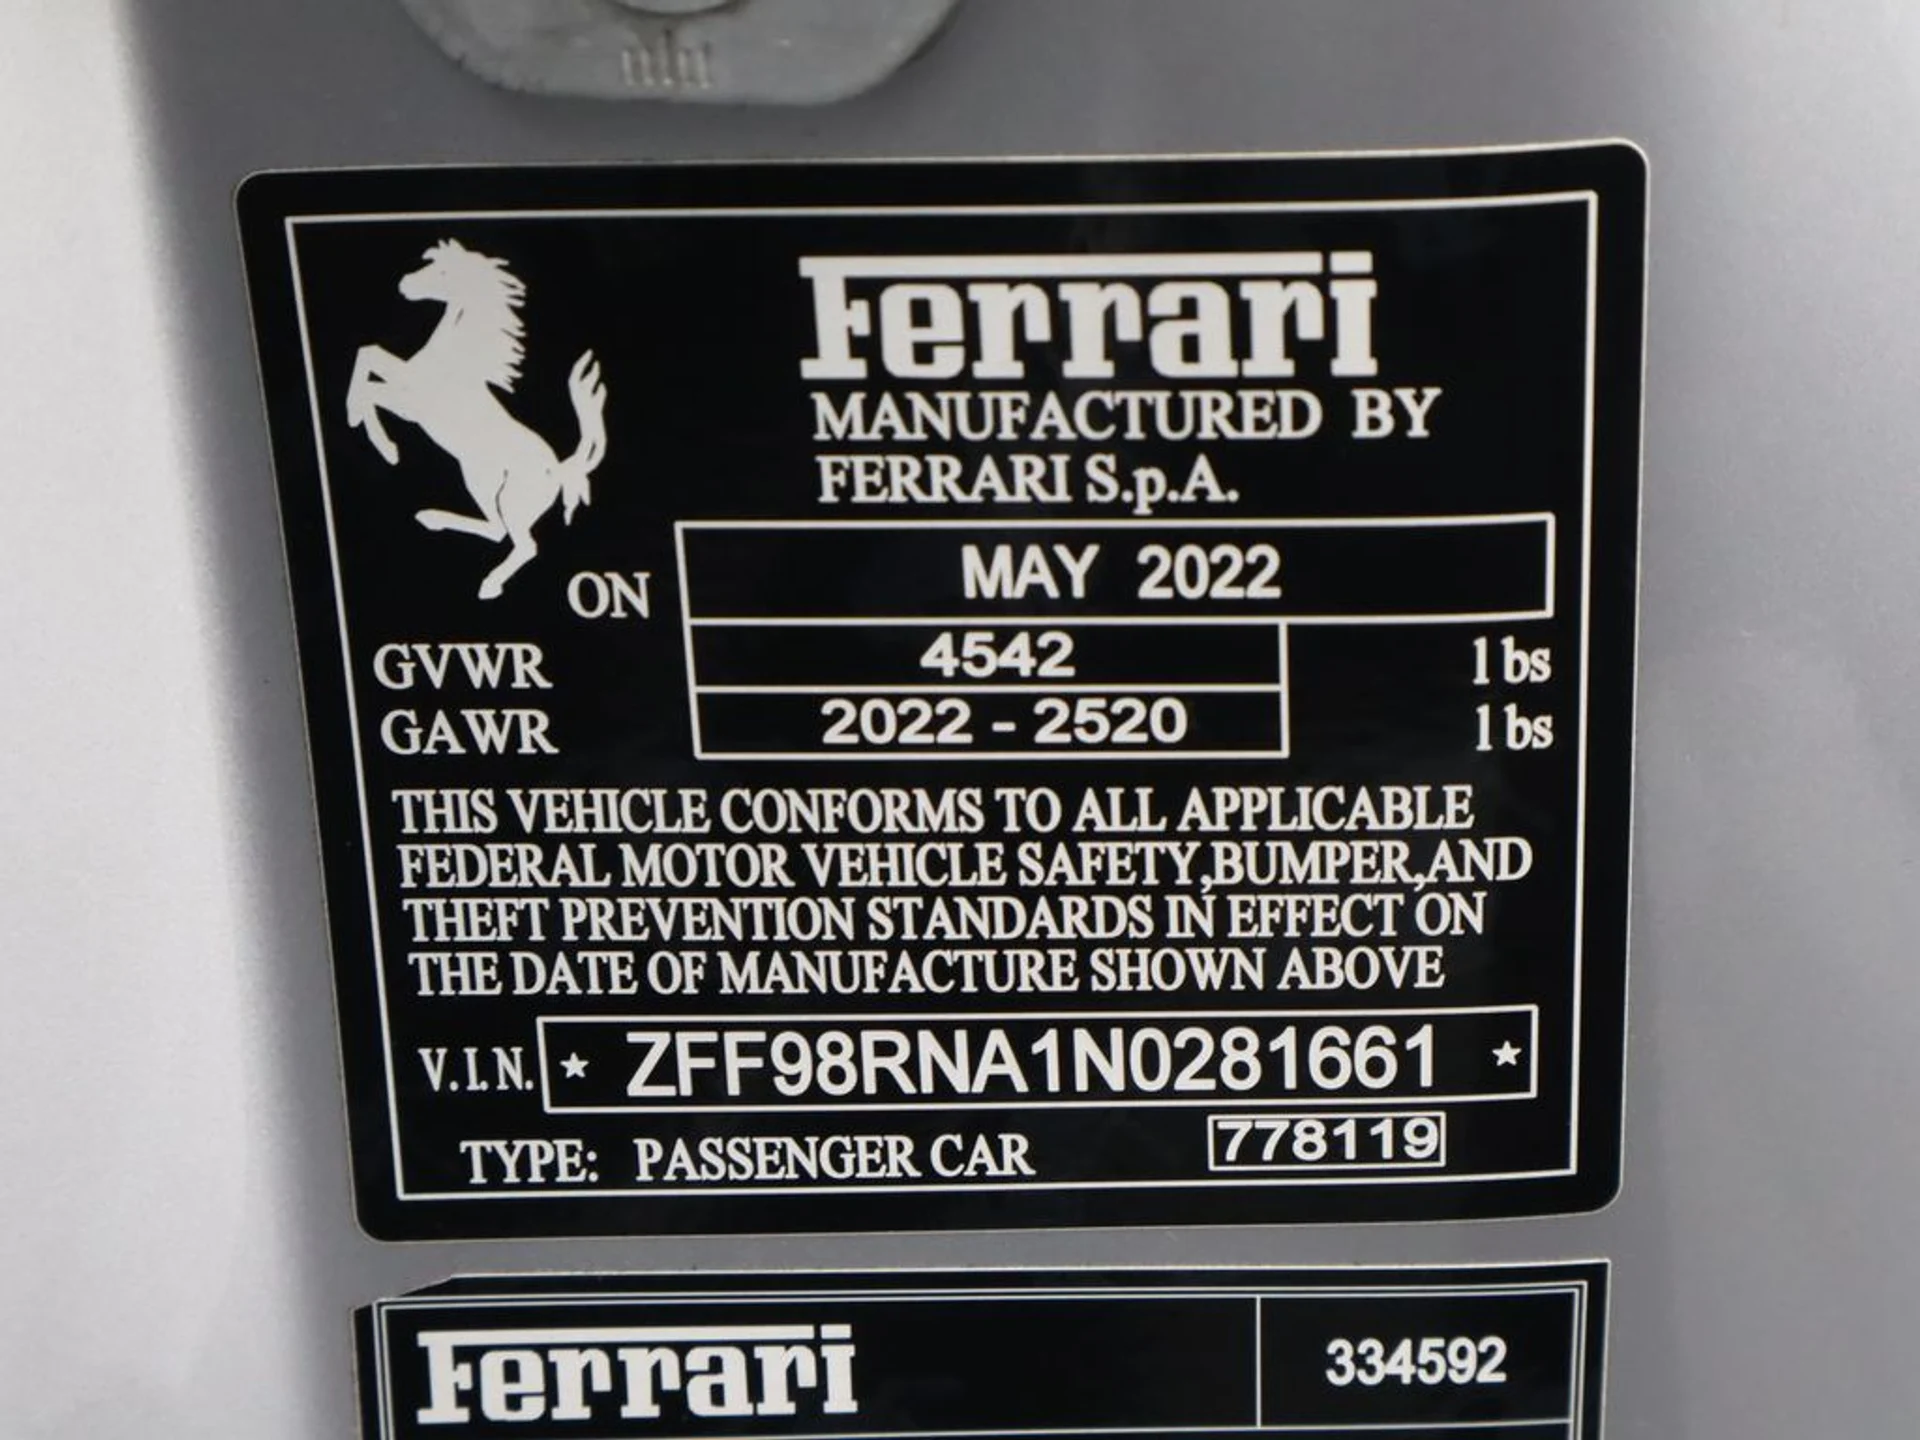 Ferrari
MANUFACTURED BY
FERRARI S.p.A.
ON MAY 2022
GVWR 4542 lbs
GAWR 2022 - 2520 lbs
THIS VEHICLE CONFORMS TO ALL APPLICABLE
FEDERAL MOTOR VEHICLE SAFETY,BUMPER,AND
THEFT PREVENTION STANDARDS IN EFFECT ON
THE DATE OF MANUFACTURE SHOWN ABOVE
V.I.N. ★ ZFF98RNA1N0281661 ★
TYPE: PASSENGER CAR 778119
Ferrari 334592